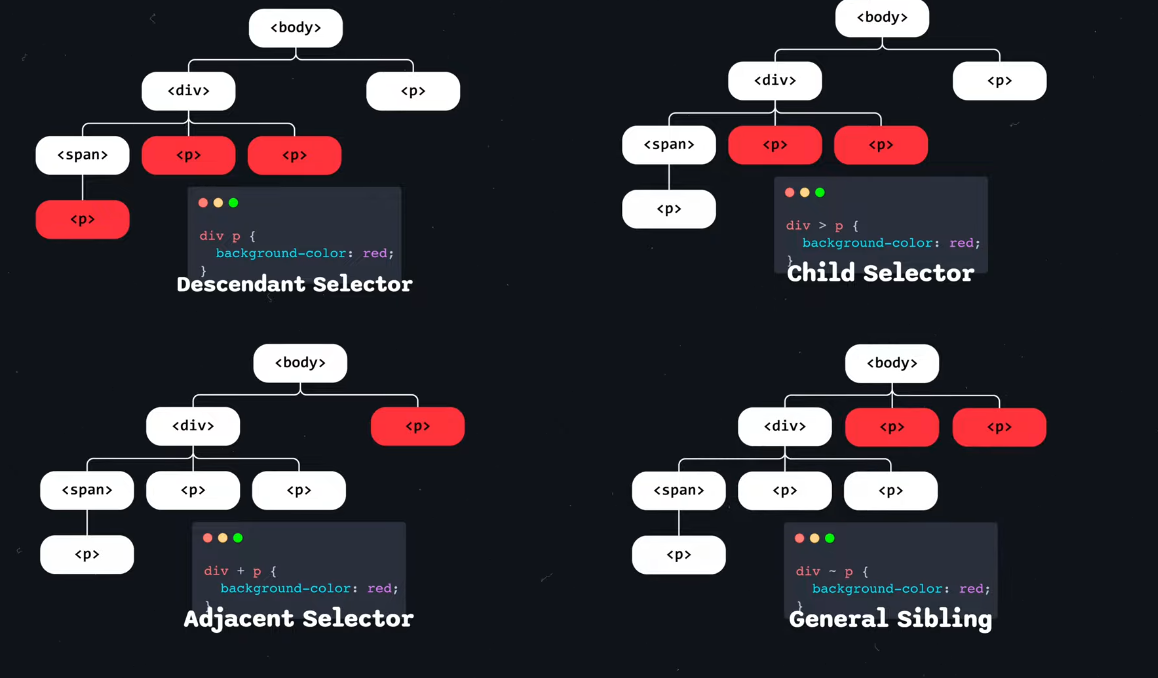 <body>
<div>
<p>
<span>
<p>
<p>
<p>
div p {
background-color: red;
}
Descendant Selector
<body>
<div>
<p>
<span>
<p>
<p>
<p>
div > p {
background-color: red;
}
Child Selector
<body>
<div>
<p>
<span>
<p>
<p>
<p>
div + p {
background-color: red;
}
Adjacent Selector
<body>
<div>
<p>
<p>
<span>
<p>
<p>
<p>
div ~ p {
background-color: red;
}
General Sibling